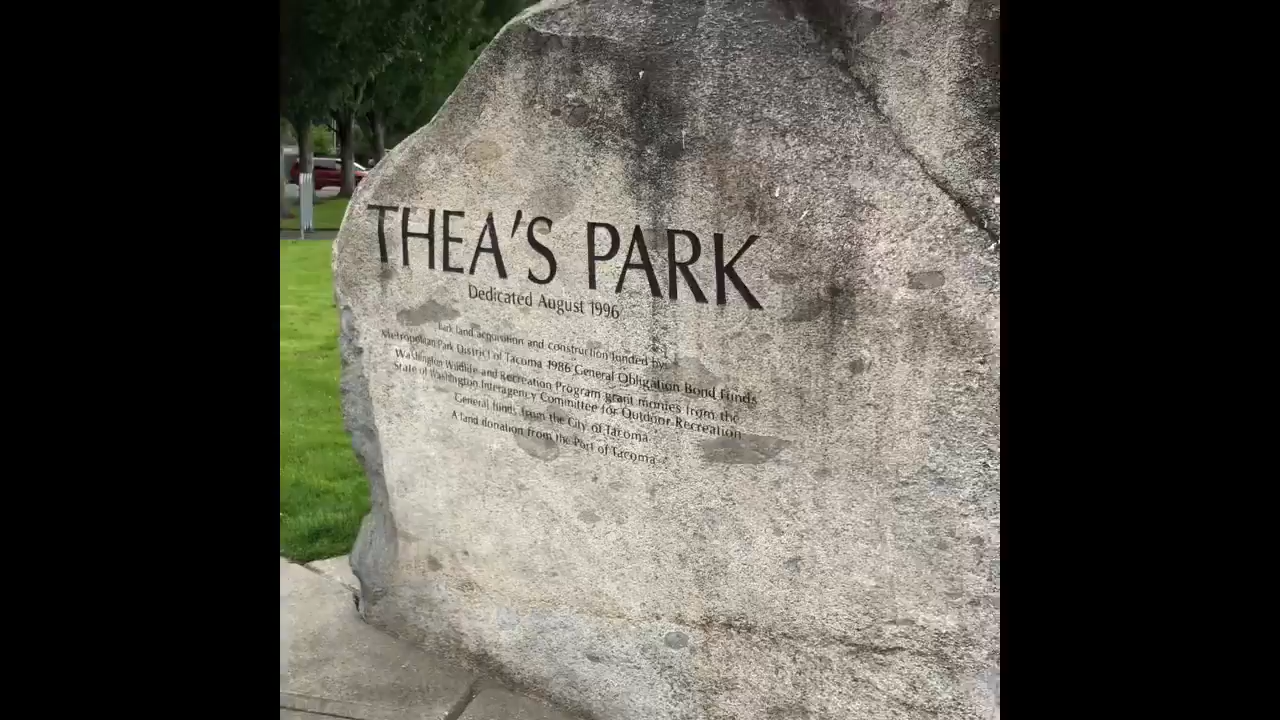 THEA'S PARK
Dedicated August 1996
Park land acquisition and construction funded by:
Metropolitan Park District of Tacoma 1986 General Obligation Bond Funds
Washington Wildlife and Recreation Program grant monies from the
State of Washington Interagency Committee for Outdoor Recreation
General funds from the City of Tacoma
A land donation from the Port of Tacoma